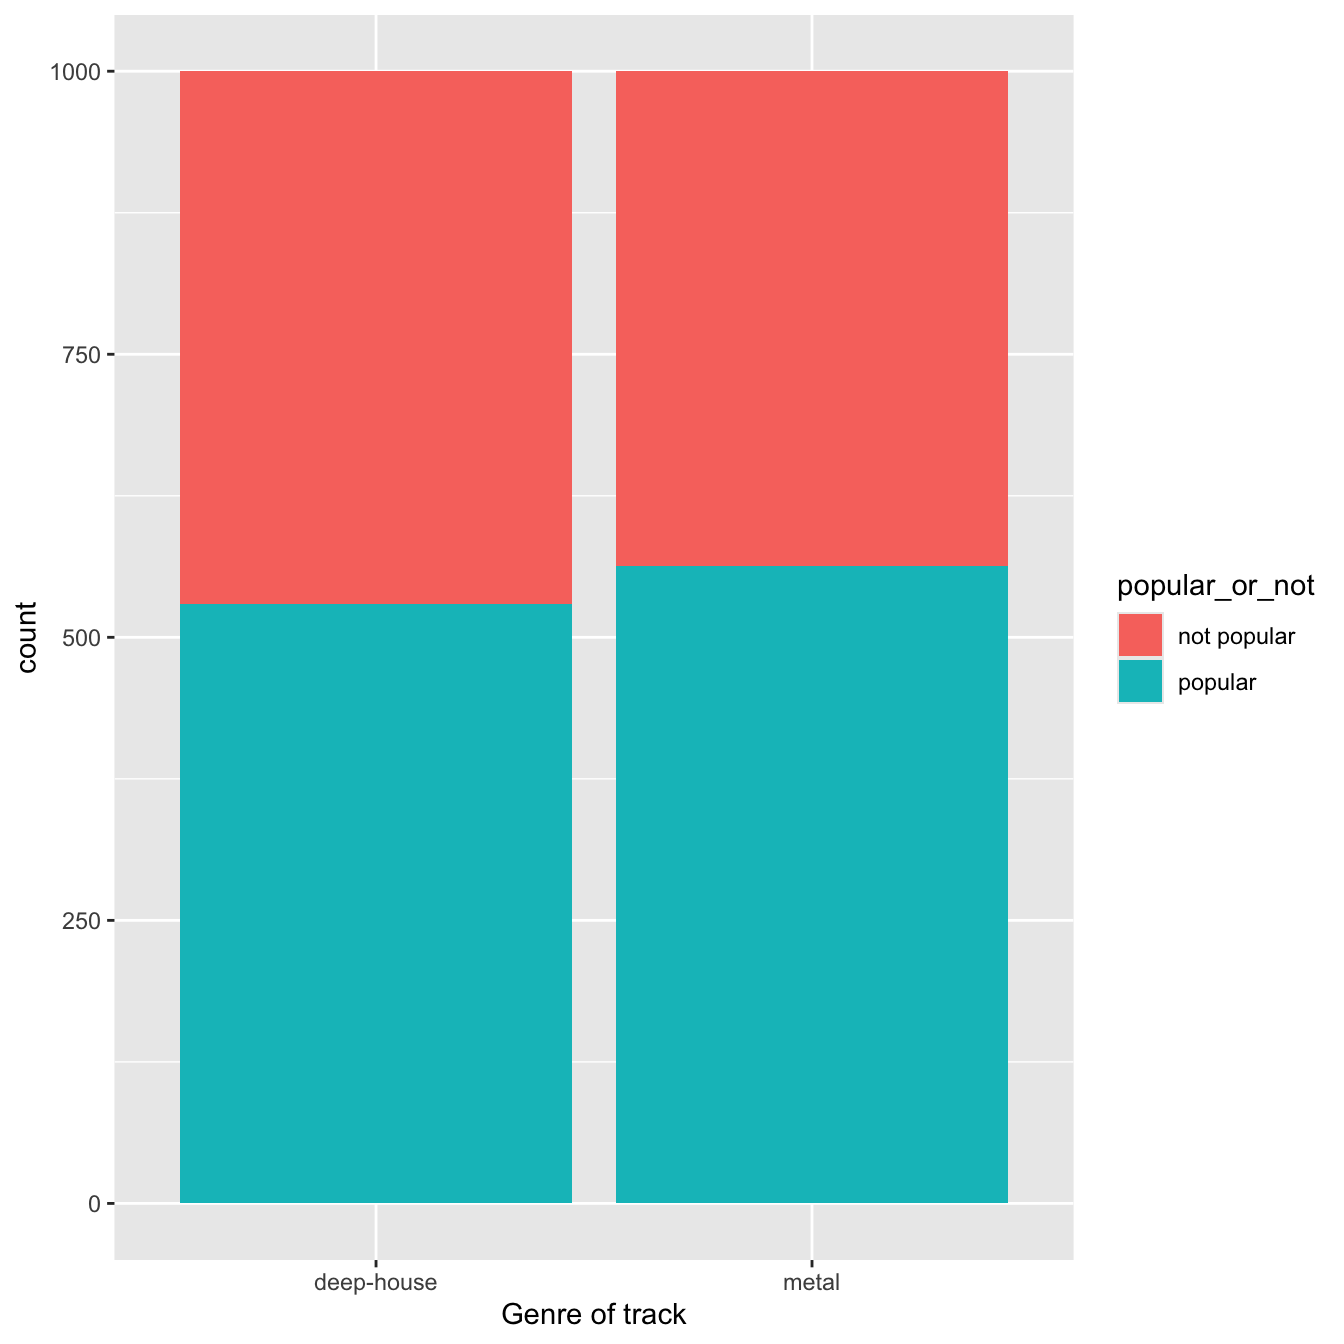 1000
750
500
250
0
count
deep-house
metal
Genre of track
popular_or_not
not popular
popular